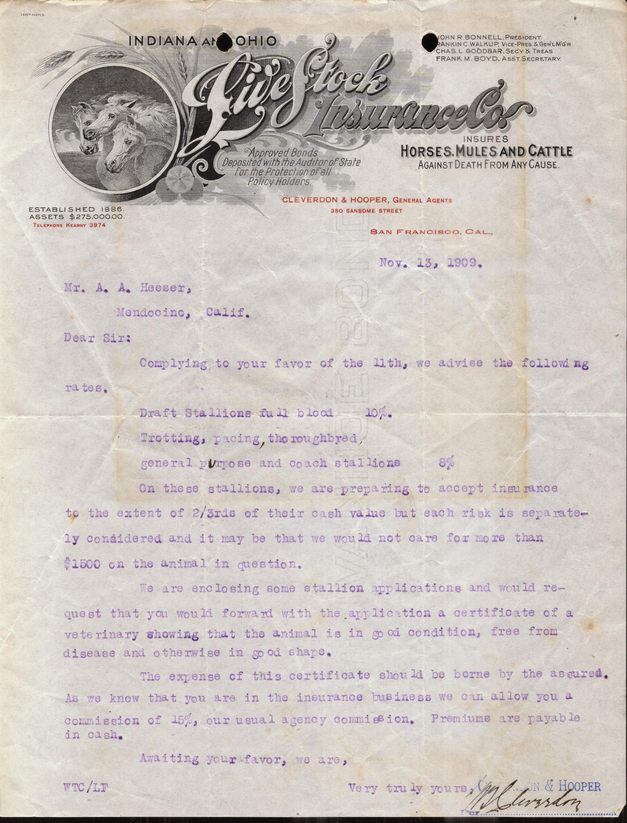 INDIANA AND OHIO
Live Stock
Insurance Co.
JOHN R. BONNELL, PRESIDENT
RANKIN C. WALKUP, VICE-PRES & GEN'L M'G'R
CHAS. L. GOODBAR, SEC'Y & TREAS
FRANK M. BOYD, ASS'T SECRETARY
INSURES
HORSES, MULES AND CATTLE
AGAINST DEATH FROM ANY CAUSE.
Approved Bonds
Deposited with the Auditor of State
for the Protection of all
Policy Holders.
ESTABLISHED 1886.
ASSETS $275,000.00.
TELEPHONE KEARNY 3974
CLEVERDON & HOOPER, GENERAL AGENTS
350 SANSOME STREET
SAN FRANCISCO, CAL.,
Nov. 13, 1909.
Mr. A. A. Heeser,
Mendocino, Calif.
Dear Sir:
Complying to your favor of the 11th, we advise the following
rates.
Draft Stallions full blood 10%.
Trotting, pacing, thoroughbyed,
general purpose and coach stallions 8%
On these stallions, we are preparing to accept insurance
to the extent of 2/3rds of their cash value but each risk is separate-
ly condidered and it may be that we would not care for more than
$1500 on the animal in question.
We are enclosing some stallion applications and would re-
quest that you would forward with the application a certificate of a
veterinary showing that the animal is in good condition, free from
disease and otherwise in good shape.
The expense of this certificate should be borne by the assured.
As we know that you are in the insurance business we can allow you a
commission of 15%, our usual agency commission. Premiums are payable
in cash.
Awaiting your favor, we are,
WTC/LF
Very truly yours, & HOOPER
Cleverdon